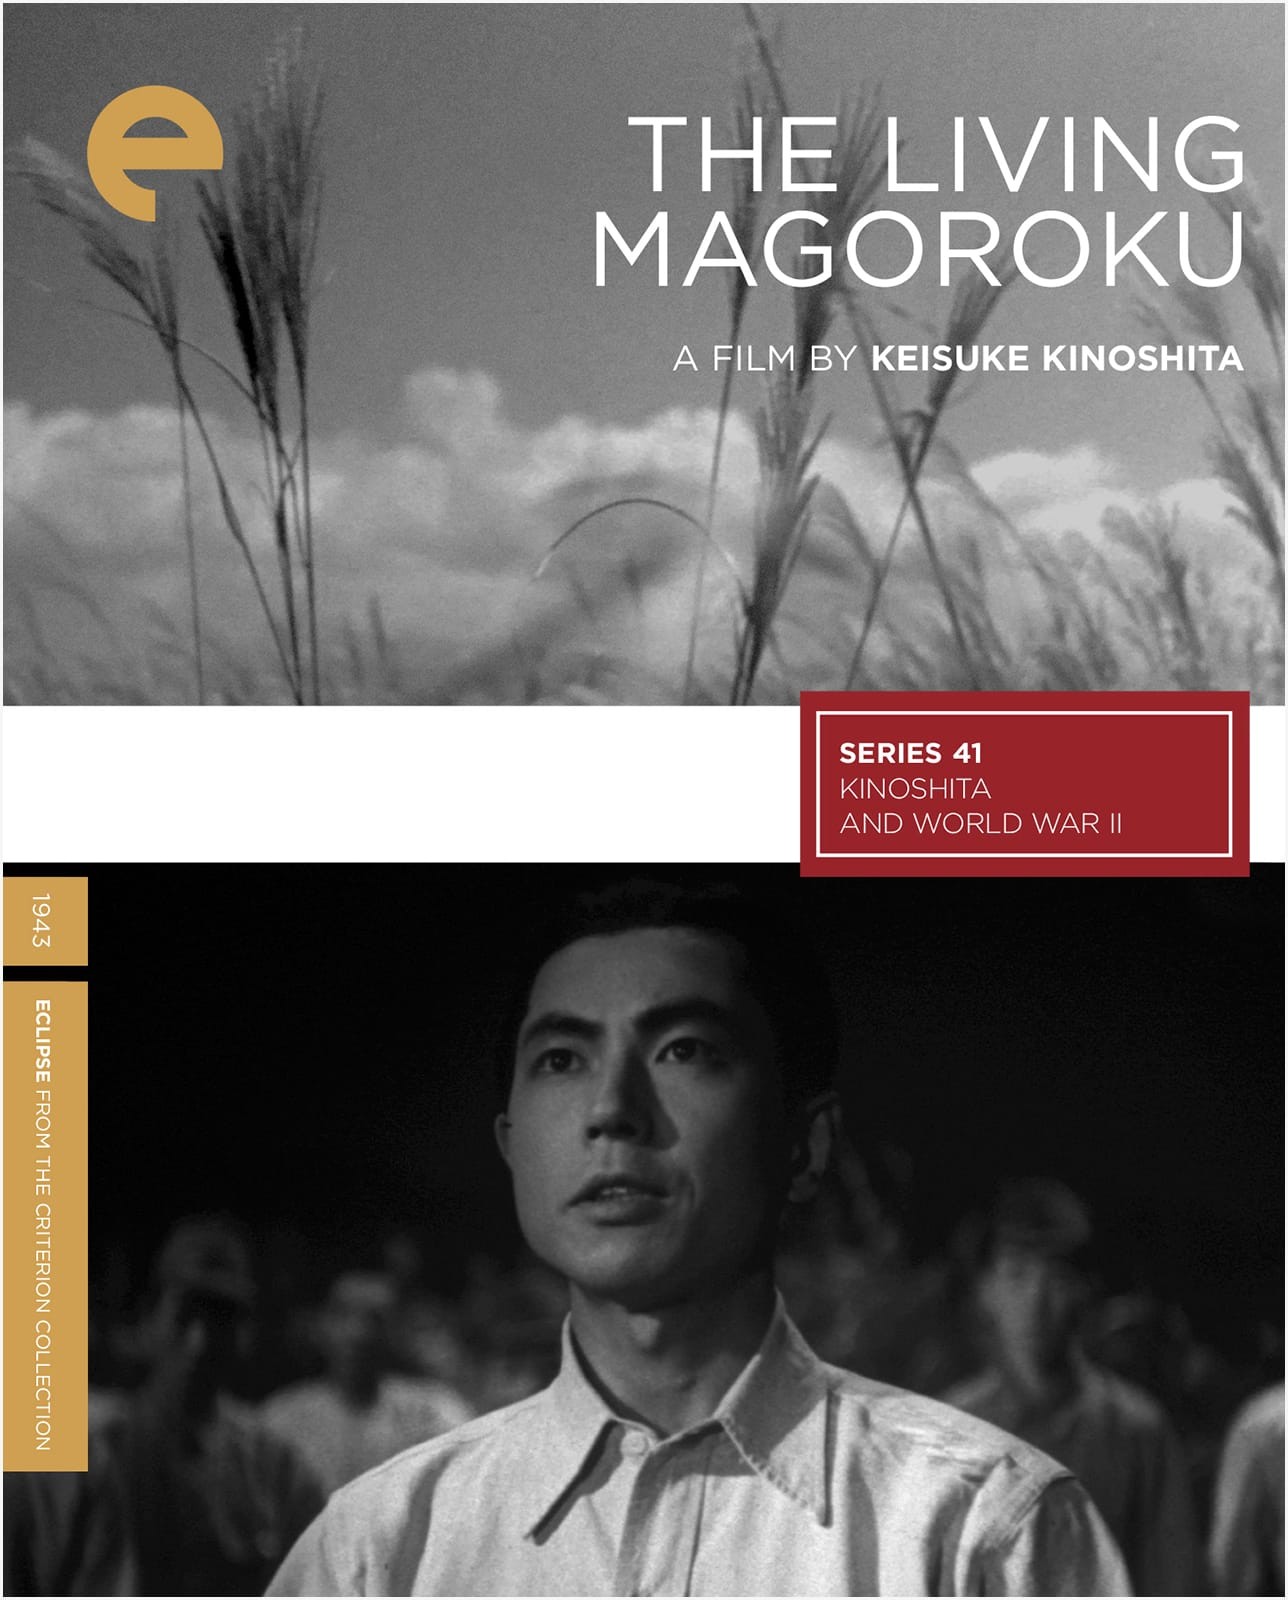 e
THE LIVING
MAGOROKU
A FILM BY KEISUKE KINOSHITA
SERIES 41
KINOSHITA
AND WORLD WAR II
1943
ECLIPSE FROM THE CRITERION COLLECTION